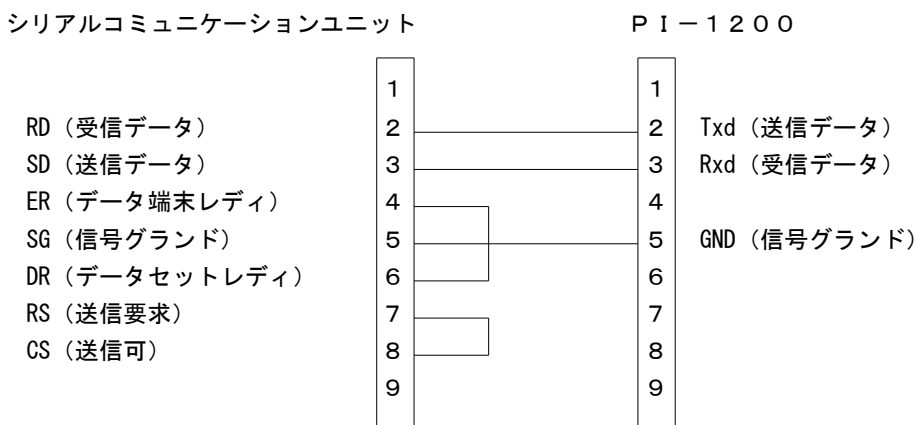 シリアルコミュニケーションユニット ＰＩ－１２００
1 1
RD（受信データ） 2 2 Txd（送信データ）
SD（送信データ） 3 3 Rxd（受信データ）
ER（データ端末レディ） 4 4
SG（信号グランド） 5 5 GND（信号グランド）
DR（データセットレディ） 6 6
RS（送信要求） 7 7
CS（送信可） 8 8
9 9